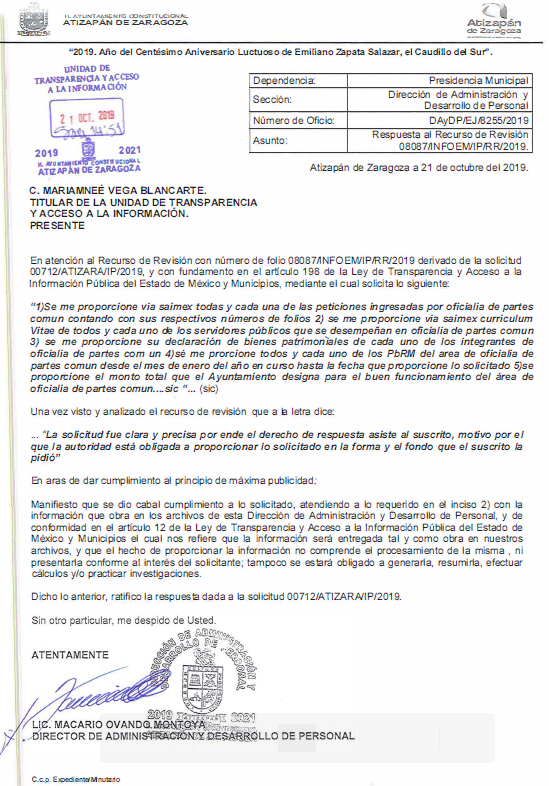 H. AYUNTAMIENTO CONSTITUCIONAL
ATIZAPÁN DE ZARAGOZA
Atizapán
de Zaragoza
“2019. Año del Centésimo Aniversario Luctuoso de Emiliano Zapata Salazar, el Caudillo del Sur”.
UNIDAD DE
TRANSPARENCIA Y ACCESO
A LA INFORMACIÓN
21 OCT. 2019
2019 2021
H. AYUNTAMIENTO CONSTITUCIONAL
ATIZAPÁN DE ZARAGOZA
Dependencia: Presidencia Municipal
Sección: Dirección de Administración y
Desarrollo de Personal
Número de Oficio: DAyDP/EJ/8255/2019
Asunto: Respuesta al Recurso de Revisión
08087/INFOEM/IP/RR/2019.
Atizapán de Zaragoza a 21 de octubre del 2019.
C. MARIAMNEÉ VEGA BLANCARTE.
TITULAR DE LA UNIDAD DE TRANSPARENCIA
Y ACCESO A LA INFORMACIÓN.
PRESENTE
En atención al Recurso de Revisión con número de folio 08087/INFOEM/IP/RR/2019 derivado de la solicitud
00712/ATIZARA/IP/2019, y con fundamento en el artículo 198 de la Ley de Transparencia y Acceso a la
Información Pública del Estado de México y Municipios, mediante el cual solicita lo siguiente:
“1)Se me proporcione via saimex todas y cada una de las peticiones ingresadas por oficialia de partes
comun contando con sus respectivos números de folios 2) se me proporcione via saimex curriculum
Vitae de todos y cada uno de los servidores públicos que se desempeñan en oficialia de partes comun
3) se me proporcione su declaración de bienes patrimoniales de cada uno de los integrantes de
oficialia de partes com un 4)sé me prorcione todos y cada uno de los PbRM del area de oficialia de
partes comun desde el mes de enero del año en curso hasta la fecha que proporcione lo solicitado 5)se
proporcione el monto total que el Ayuntamiento designa para el buen funcionamiento del área de
oficialia de partes comun....sic “... (sic)
Una vez visto y analizado el recurso de revisión que a la letra dice:
... “La solicitud fue clara y precisa por ende el derecho de respuesta asiste al suscrito, motivo por el
que la autoridad está obligada a proporcionar lo solicitado en la forma y el fondo que el suscrito la
pidió”
En aras de dar cumplimiento al principio de máxima publicidad:
Manifiesto que se dio cabal cumplimiento a lo solicitado, atendiendo a lo requerido en el inciso 2) con la
información que obra en los archivos de esta Dirección de Administración y Desarrollo de Personal, y de
conformidad en el artículo 12 de la Ley de Transparencia y Acceso a la Información Pública del Estado de
México y Municipios el cual nos refiere que la información será entregada tal y como obra en nuestros
archivos, y que el hecho de proporcionar la información no comprende el procesamiento de la misma , ni
presentarla conforme al interés del solicitante; tampoco se estará obligado a generarla, resumirla, efectuar
cálculos y/o practicar investigaciones.
Dicho lo anterior, ratifico la respuesta dada a la solicitud 00712/ATIZARA/IP/2019.
Sin otro particular, me despido de Usted.
DIRECCIÓN DE ADMINISTRACIÓN Y
DESARROLLO DE PERSONAL
ATENTAMENTE
2019 2021
LIC. MACARIO OVANDO MONTOYA
DIRECTOR DE ADMINISTRACIÓN Y DESARROLLO DE PERSONAL
C.c.p. Expediente/Minutario